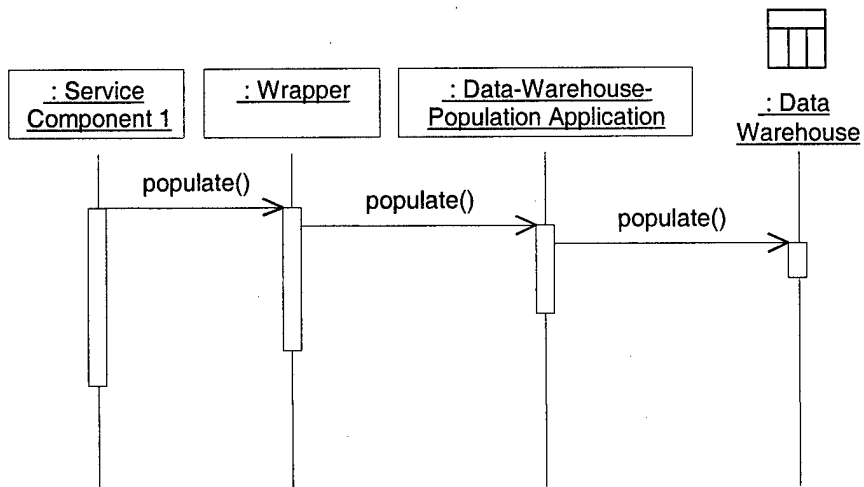 : Service
Component 1
: Wrapper
: Data-Warehouse-
Population Application
: Data
Warehouse
populate()
populate()
populate()